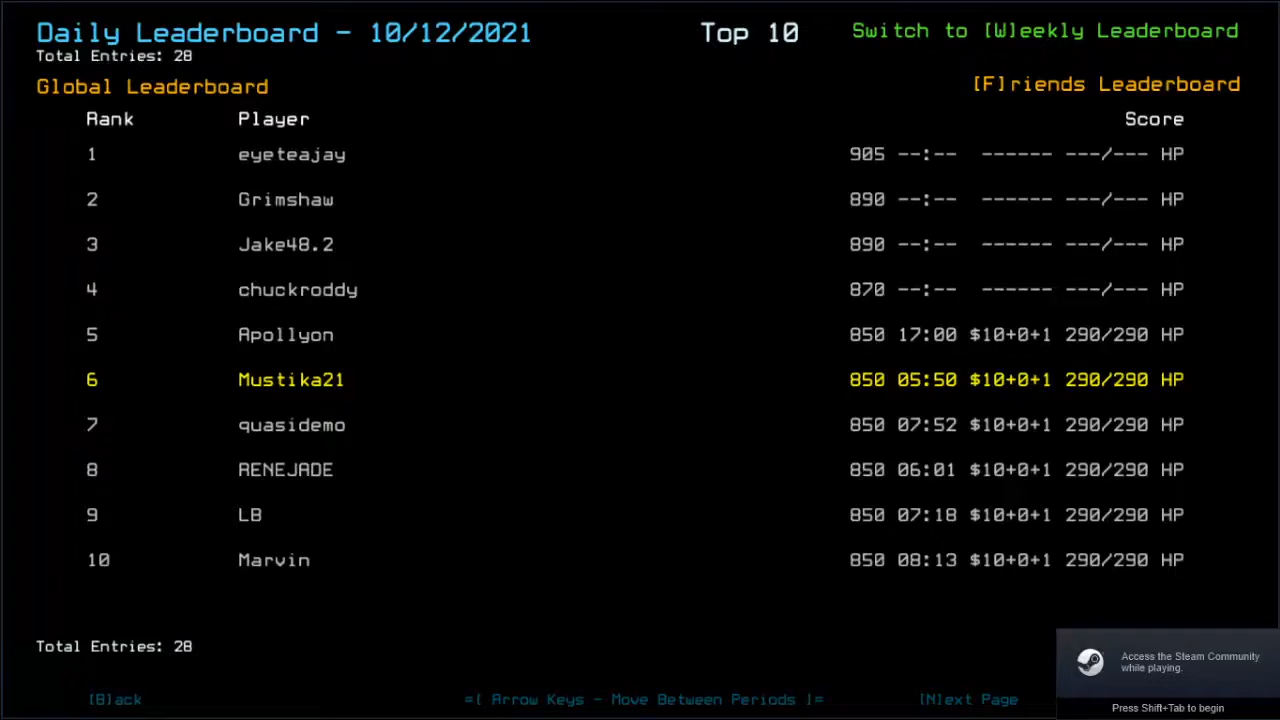 Daily Leaderboard - 10/12/2021 Top 10 Switch to [W]eekly Leaderboard
Total Entries: 28
Global Leaderboard [F]riends Leaderboard
Rank Player Score
1 eyeteajay 905 --:-- ------ ---/--- HP
2 Grimshaw 890 --:-- ------ ---/--- HP
3 Jake48.2 890 --:-- ------ ---/--- HP
4 chuckroddy 870 --:-- ------ ---/--- HP
5 Apollyon 850 17:00 $10+0+1 290/290 HP
6 Mustika21 850 05:50 $10+0+1 290/290 HP
7 quasidemo 850 07:52 $10+0+1 290/290 HP
8 RENEJADE 850 06:01 $10+0+1 290/290 HP
9 LB 850 07:18 $10+0+1 290/290 HP
10 Marvin 850 08:13 $10+0+1 290/290 HP
Total Entries: 28
Access the Steam Community
while playing.
[B]ack =[ Arrow Keys - Move Between Periods ]= [N]ext Page
Press Shift+Tab to begin